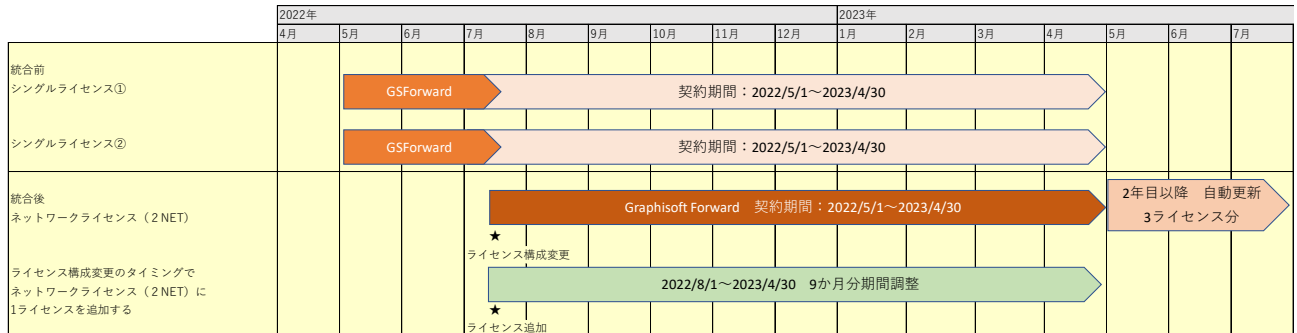 2022年
2023年
4月
5月
6月
7月
8月
9月
10月
11月
12月
1月
2月
3月
4月
5月
6月
7月
統合前
シングルライセンス①
GSForward
契約期間：2022/5/1～2023/4/30
シングルライセンス②
GSForward
契約期間：2022/5/1～2023/4/30
統合後
ネットワークライセンス（２NET）
Graphisoft Forward　契約期間：2022/5/1～2023/4/30
2年目以降　自動更新
3ライセンス分
★
ライセンス構成変更
ライセンス構成変更のタイミングで
ネットワークライセンス（２NET）に
1ライセンスを追加する
2022/8/1～2023/4/30　9か月分期間調整
★
ライセンス追加